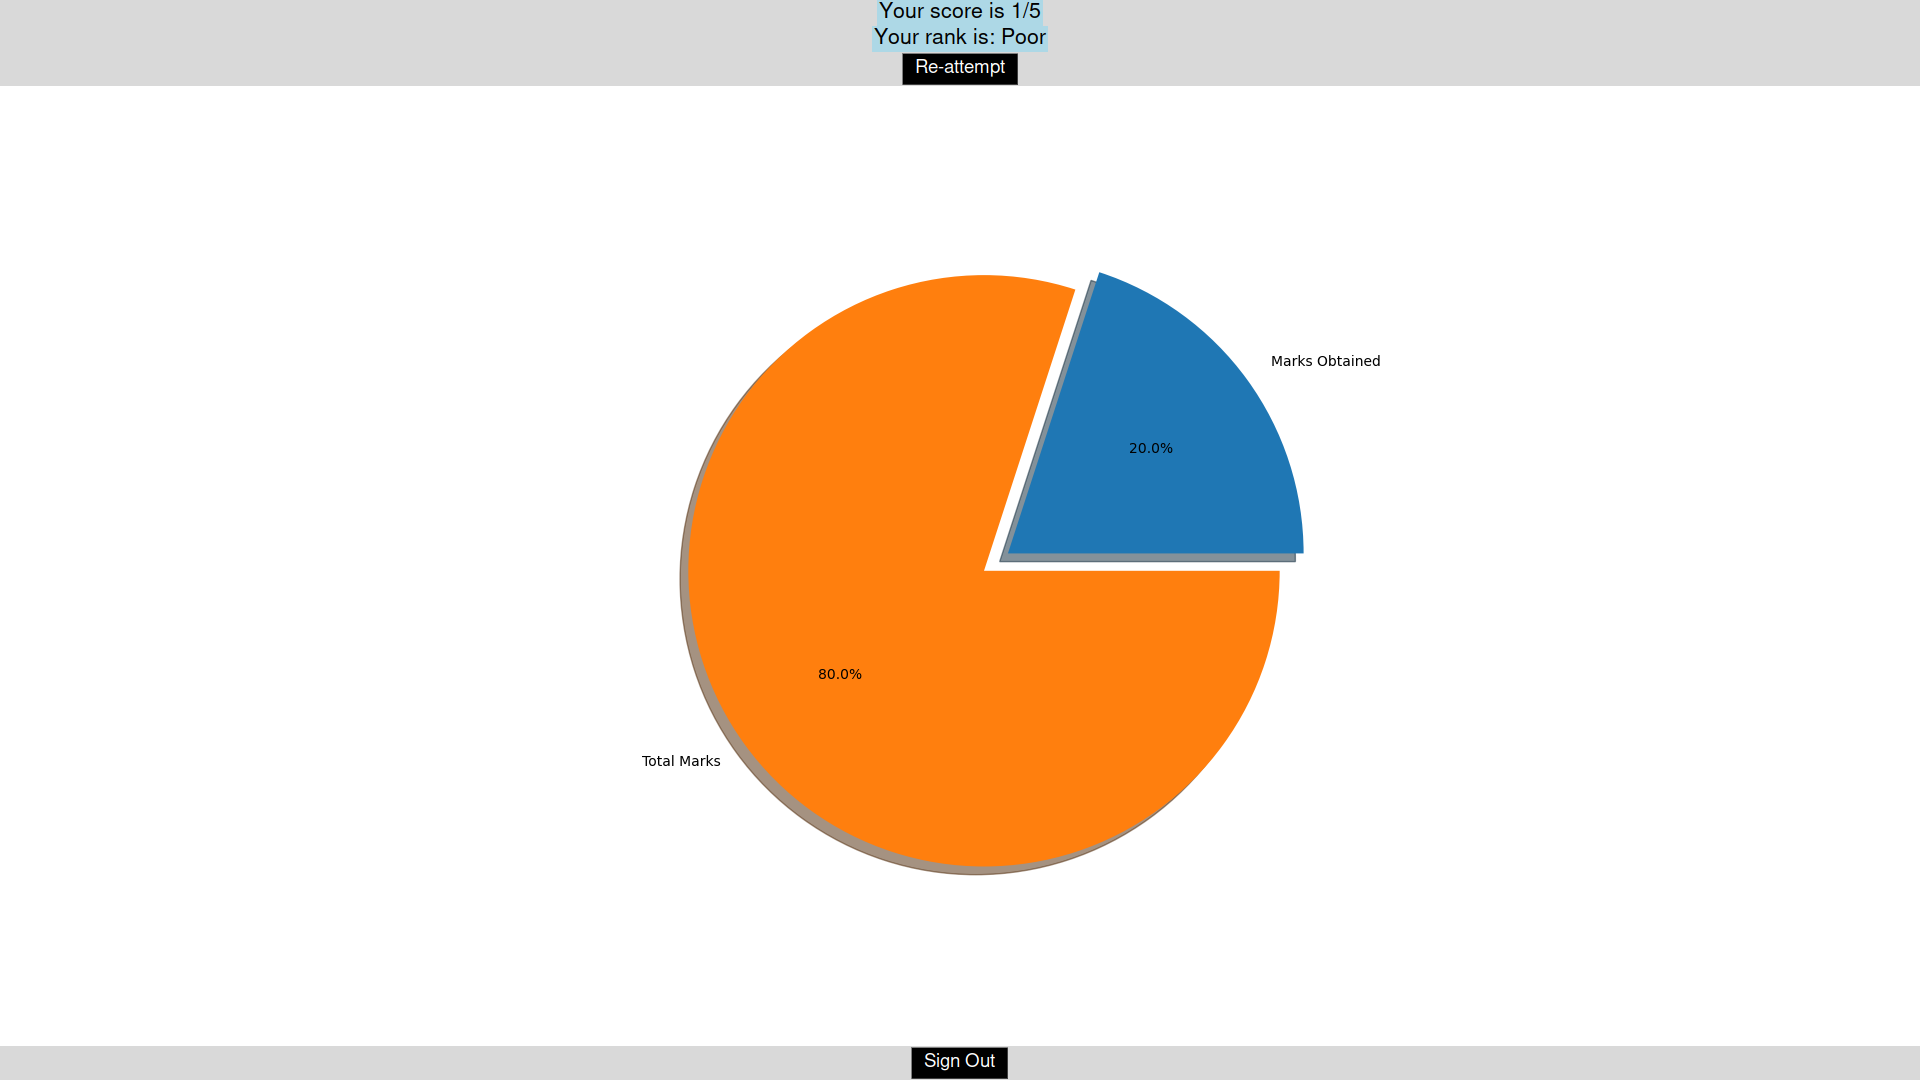 Your score is 1/5
Your rank is: Poor
Re-attempt
Marks Obtained
20.0%
80.0%
Total Marks
Sign Out